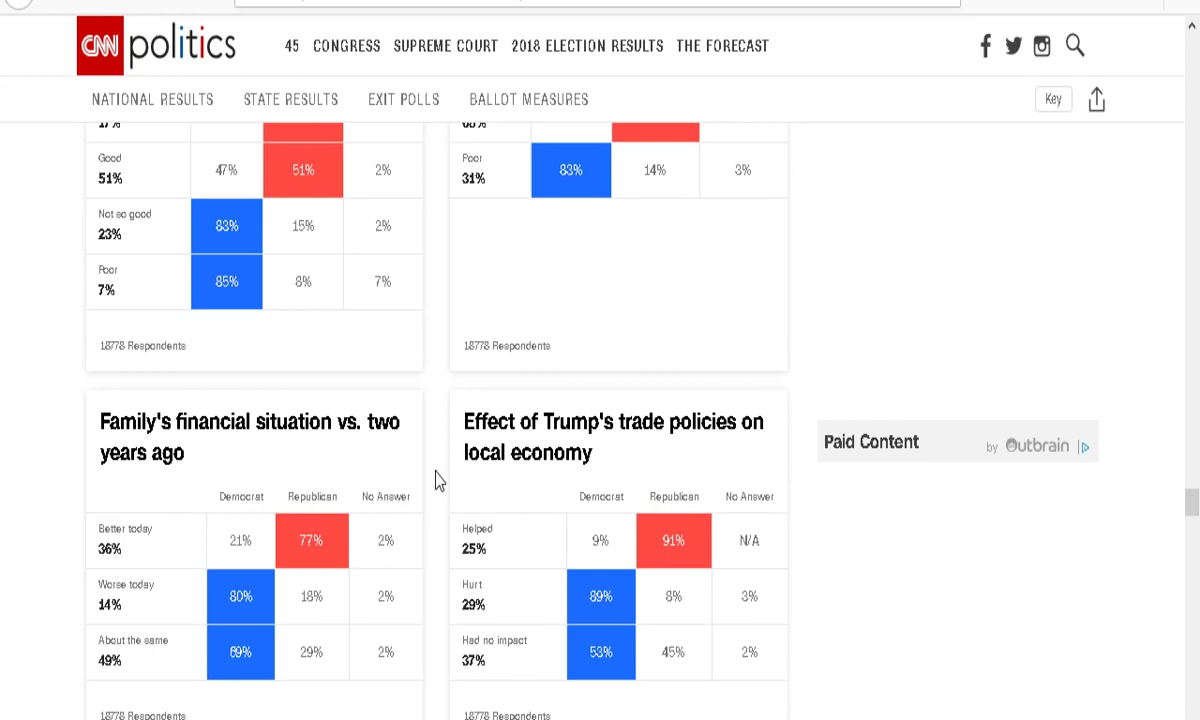 CNN politics 45 CONGRESS SUPREME COURT 2018 ELECTION RESULTS THE FORECAST
NATIONAL RESULTS STATE RESULTS EXIT POLLS BALLOT MEASURES Key
17%
Good
51% 47% 51% 2%
Not so good
23% 83% 15% 2%
Poor
7% 85% 8% 7%
18778 Respondents
68%
Poor
31% 83% 14% 3%
18778 Respondents
Family's financial situation vs. two
years ago
Democrat Republican No Answer
Better today
36% 21% 77% 2%
Worse today
14% 80% 18% 2%
About the same
49% 69% 29% 2%
18778 Respondents
Effect of Trump's trade policies on
local economy
Democrat Republican No Answer
Helped
25% 9% 91% N/A
Hurt
29% 89% 8% 3%
Had no impact
37% 53% 45% 2%
18778 Respondents
Paid Content by Outbrain